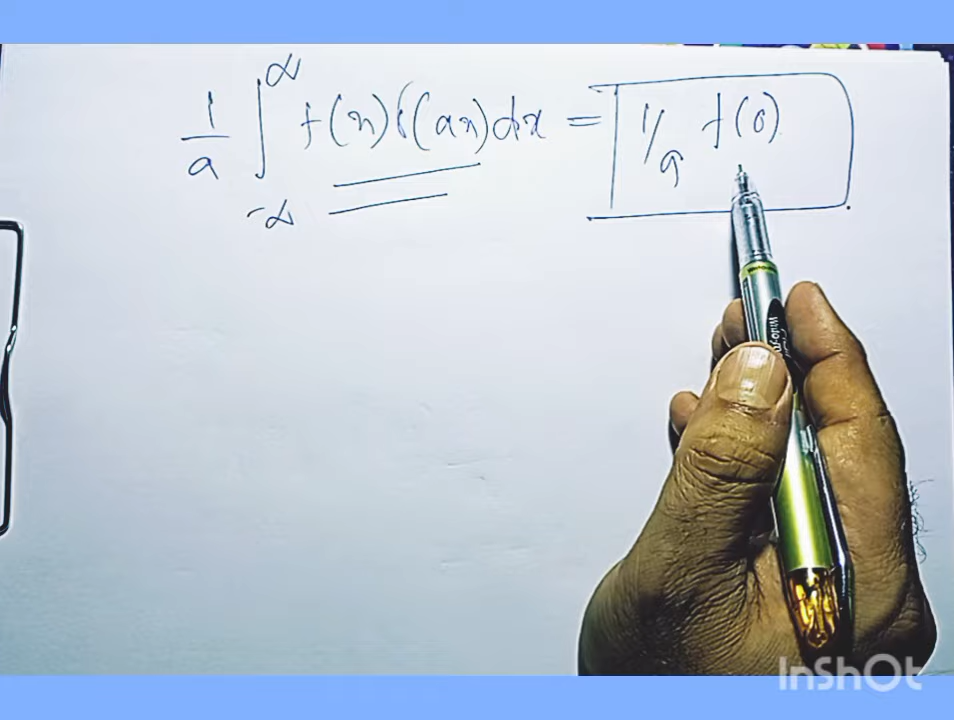 1/a ∫_{-∞}^{∞} f(x) δ(ax) dx = 1/a f(0)
InShOt